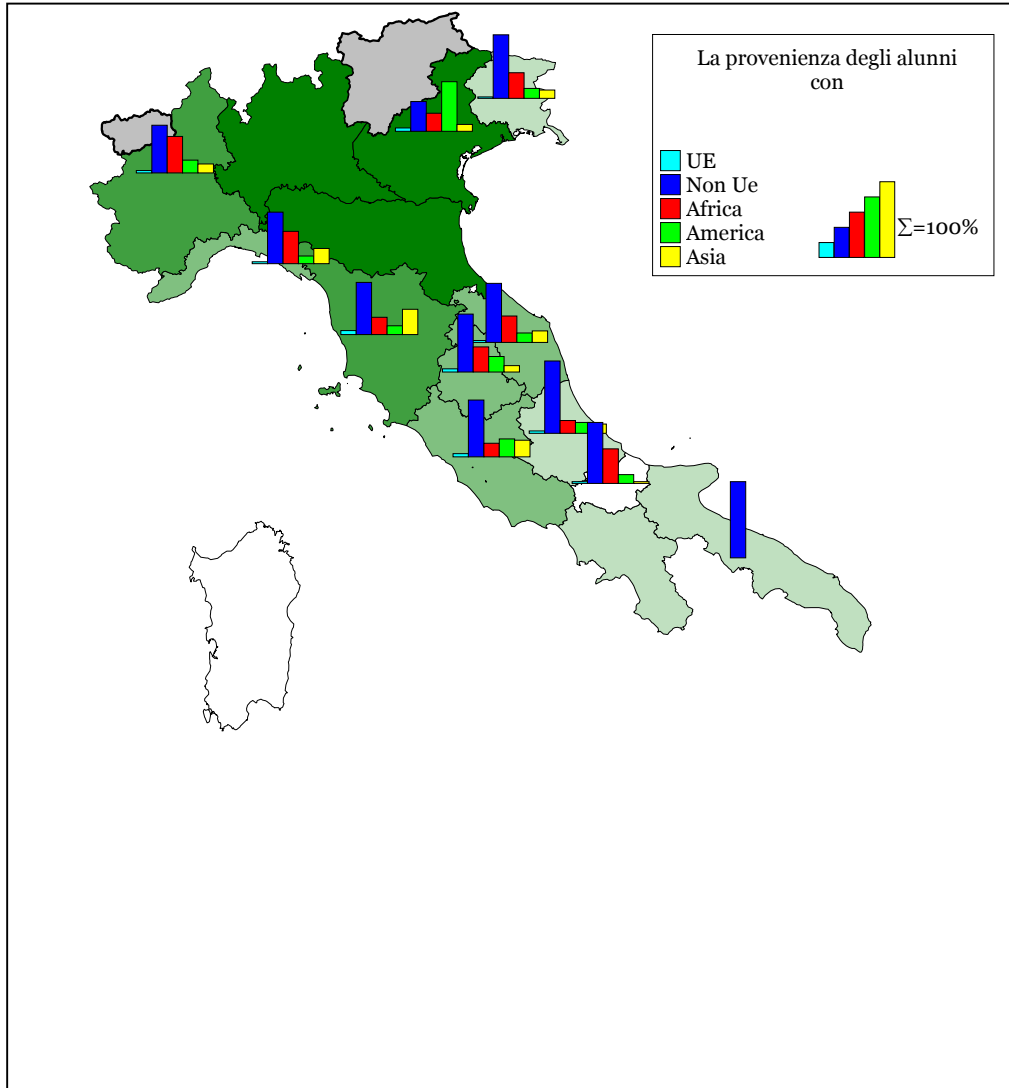 La provenienza degli alunni
con
UE
Non Ue
Africa
America
Asia
∑=100%